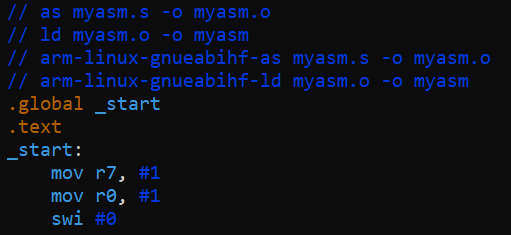 // as myasm.s -o myasm.o
// ld myasm.o -o myasm
// arm-linux-gnueabihf-as myasm.s -o myasm.o
// arm-linux-gnueabihf-ld myasm.o -o myasm
.global _start
.text
_start:
    mov r7, #1
    mov r0, #1
    swi #0